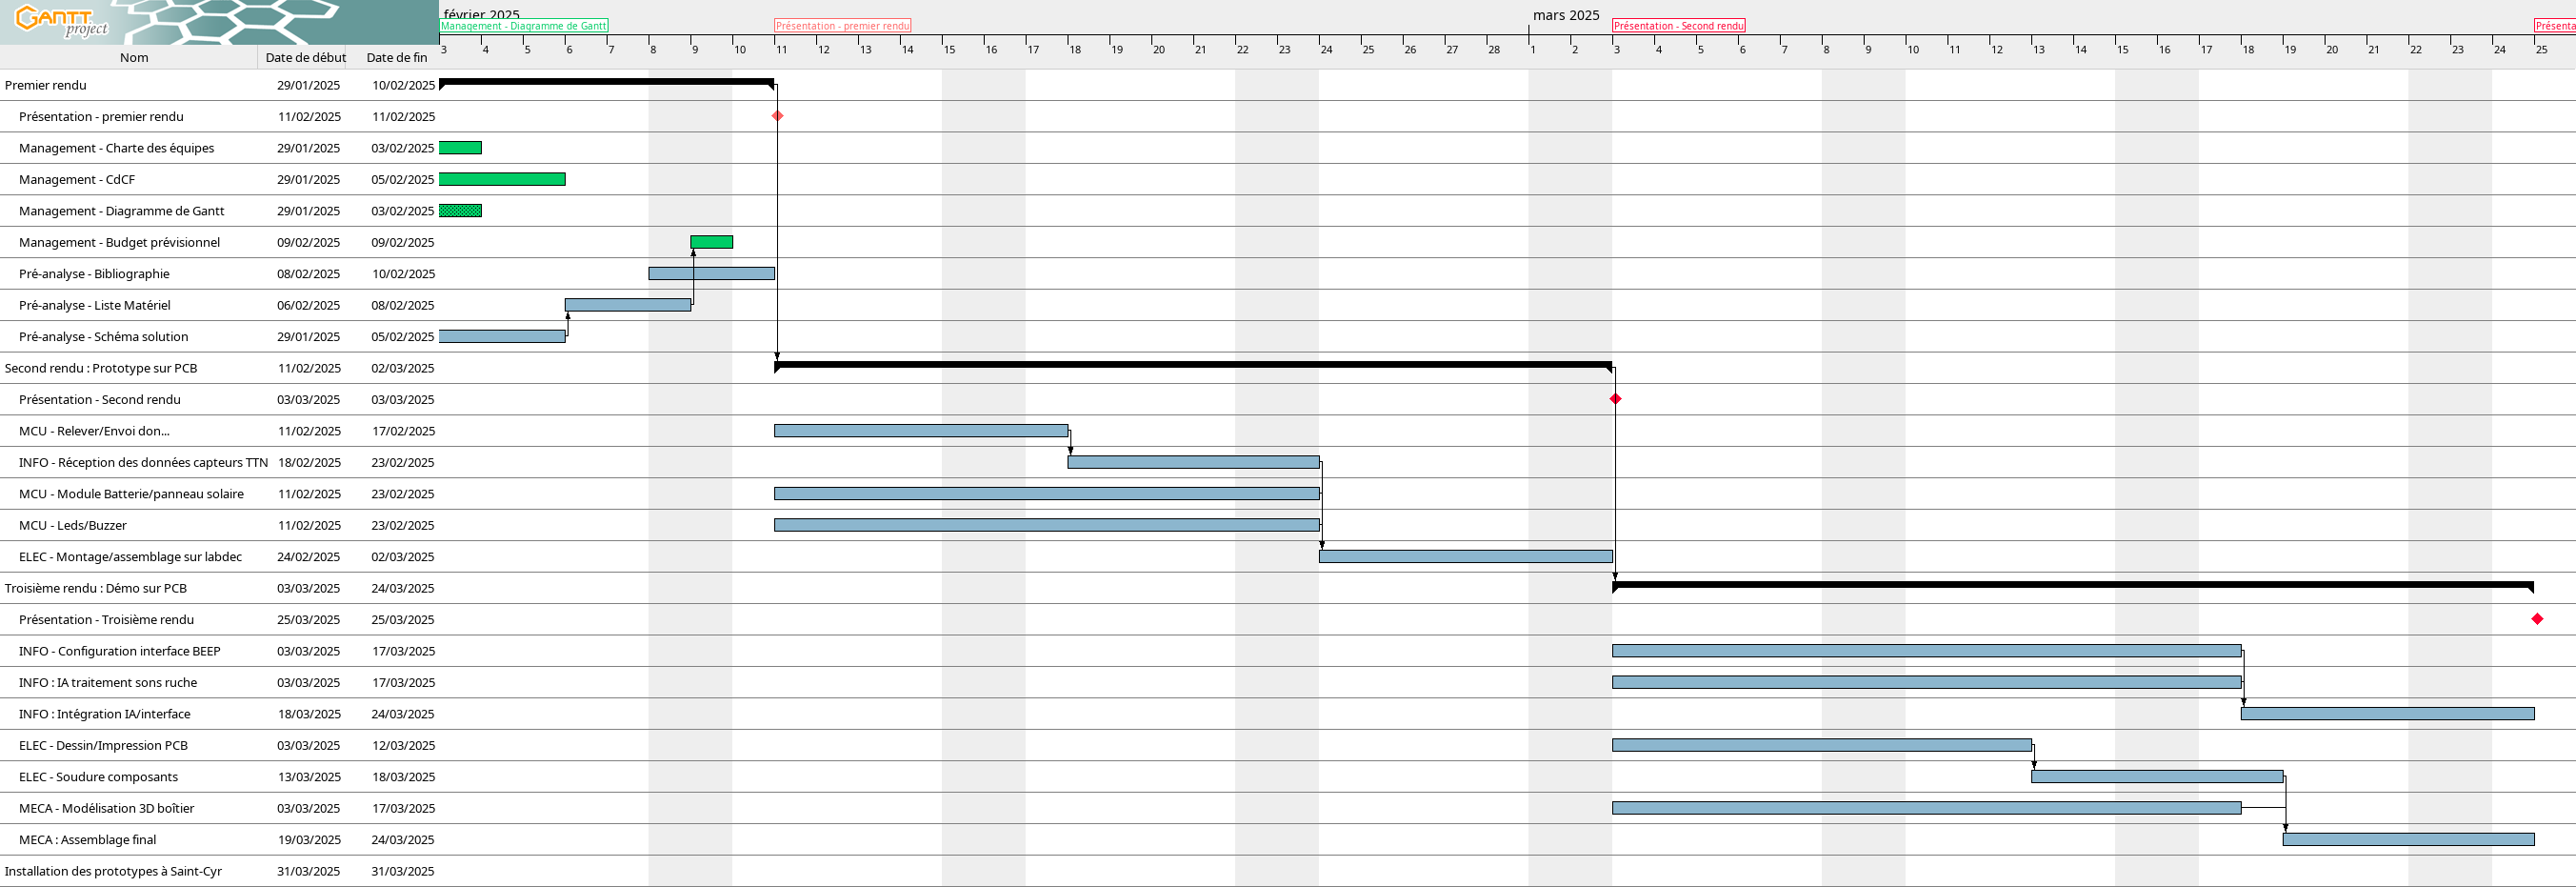 GANTT
project
février 2025
mars 2025
Management - Diagramme de Gantt
Présentation - premier rendu
Présentation - Second rendu
Présenta
3 4 5 6 7 8 9 10 11 12 13 14 15 16 17 18 19 20 21 22 23 24 25 26 27 28 1 2 3 4 5 6 7 8 9 10 11 12 13 14 15 16 17 18 19 20 21 22 23 24 25
Nom Date de début Date de fin
Premier rendu 29/01/2025 10/02/2025
Présentation - premier rendu 11/02/2025 11/02/2025
Management - Charte des équipes 29/01/2025 03/02/2025
Management - CdCF 29/01/2025 05/02/2025
Management - Diagramme de Gantt 29/01/2025 03/02/2025
Management - Budget prévisionnel 09/02/2025 09/02/2025
Pré-analyse - Bibliographie 08/02/2025 10/02/2025
Pré-analyse - Liste Matériel 06/02/2025 08/02/2025
Pré-analyse - Schéma solution 29/01/2025 05/02/2025
Second rendu : Prototype sur PCB 11/02/2025 02/03/2025
Présentation - Second rendu 03/03/2025 03/03/2025
MCU - Relever/Envoi don... 11/02/2025 17/02/2025
INFO - Réception des données capteurs TTN 18/02/2025 23/02/2025
MCU - Module Batterie/panneau solaire 11/02/2025 23/02/2025
MCU - Leds/Buzzer 11/02/2025 23/02/2025
ELEC - Montage/assemblage sur labdec 24/02/2025 02/03/2025
Troisième rendu : Démo sur PCB 03/03/2025 24/03/2025
Présentation - Troisième rendu 25/03/2025 25/03/2025
INFO - Configuration interface BEEP 03/03/2025 17/03/2025
INFO : IA traitement sons ruche 03/03/2025 17/03/2025
INFO : Intégration IA/interface 18/03/2025 24/03/2025
ELEC - Dessin/Impression PCB 03/03/2025 12/03/2025
ELEC - Soudure composants 13/03/2025 18/03/2025
MECA - Modélisation 3D boîtier 03/03/2025 17/03/2025
MECA : Assemblage final 19/03/2025 24/03/2025
Installation des prototypes à Saint-Cyr 31/03/2025 31/03/2025